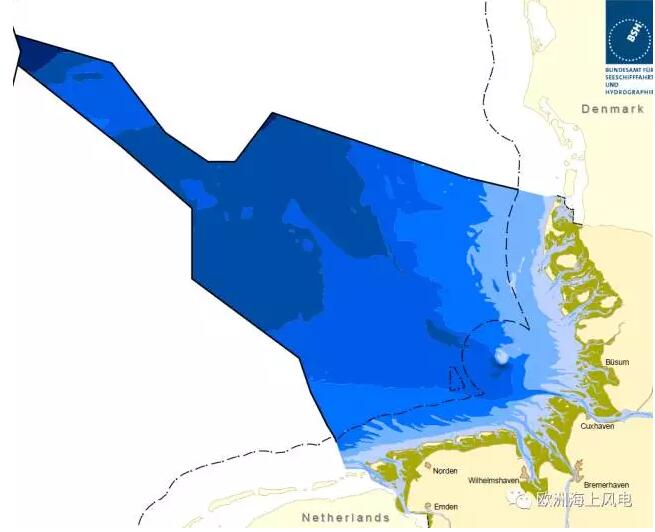 BSH
BUNDESAMT FÜR
SEESCHIFFFAHRT
UND
HYDROGRAPHIE
Denmark
Büsum
Cuxhaven
Norden
Wilhelmshaven
Bremerhaven
Emden
欧洲海上风电
Netherlands